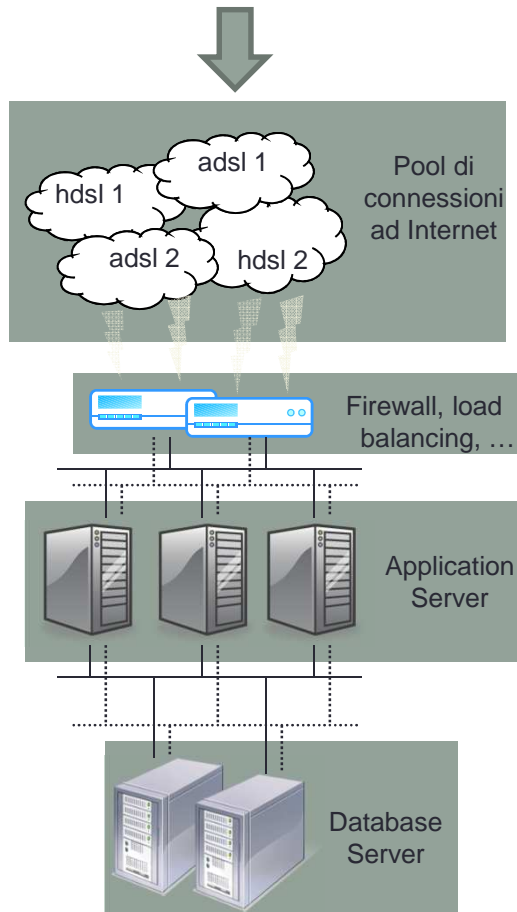 adsl 1
hdsl 1
adsl 2
hdsl 2
Pool di
connessioni
ad Internet
Firewall, load
balancing, …
Application
Server
Database
Server